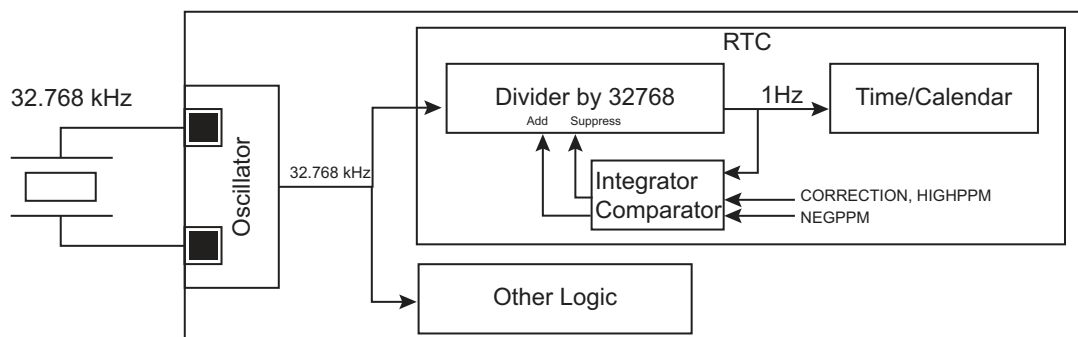 RTC
32.768 kHz
Divider by 32768
Add Suppress
1Hz
Time/Calendar
Oscillator
32.768 kHz
Integrator
Comparator
CORRECTION, HIGHPPM
NEGPPM
Other Logic